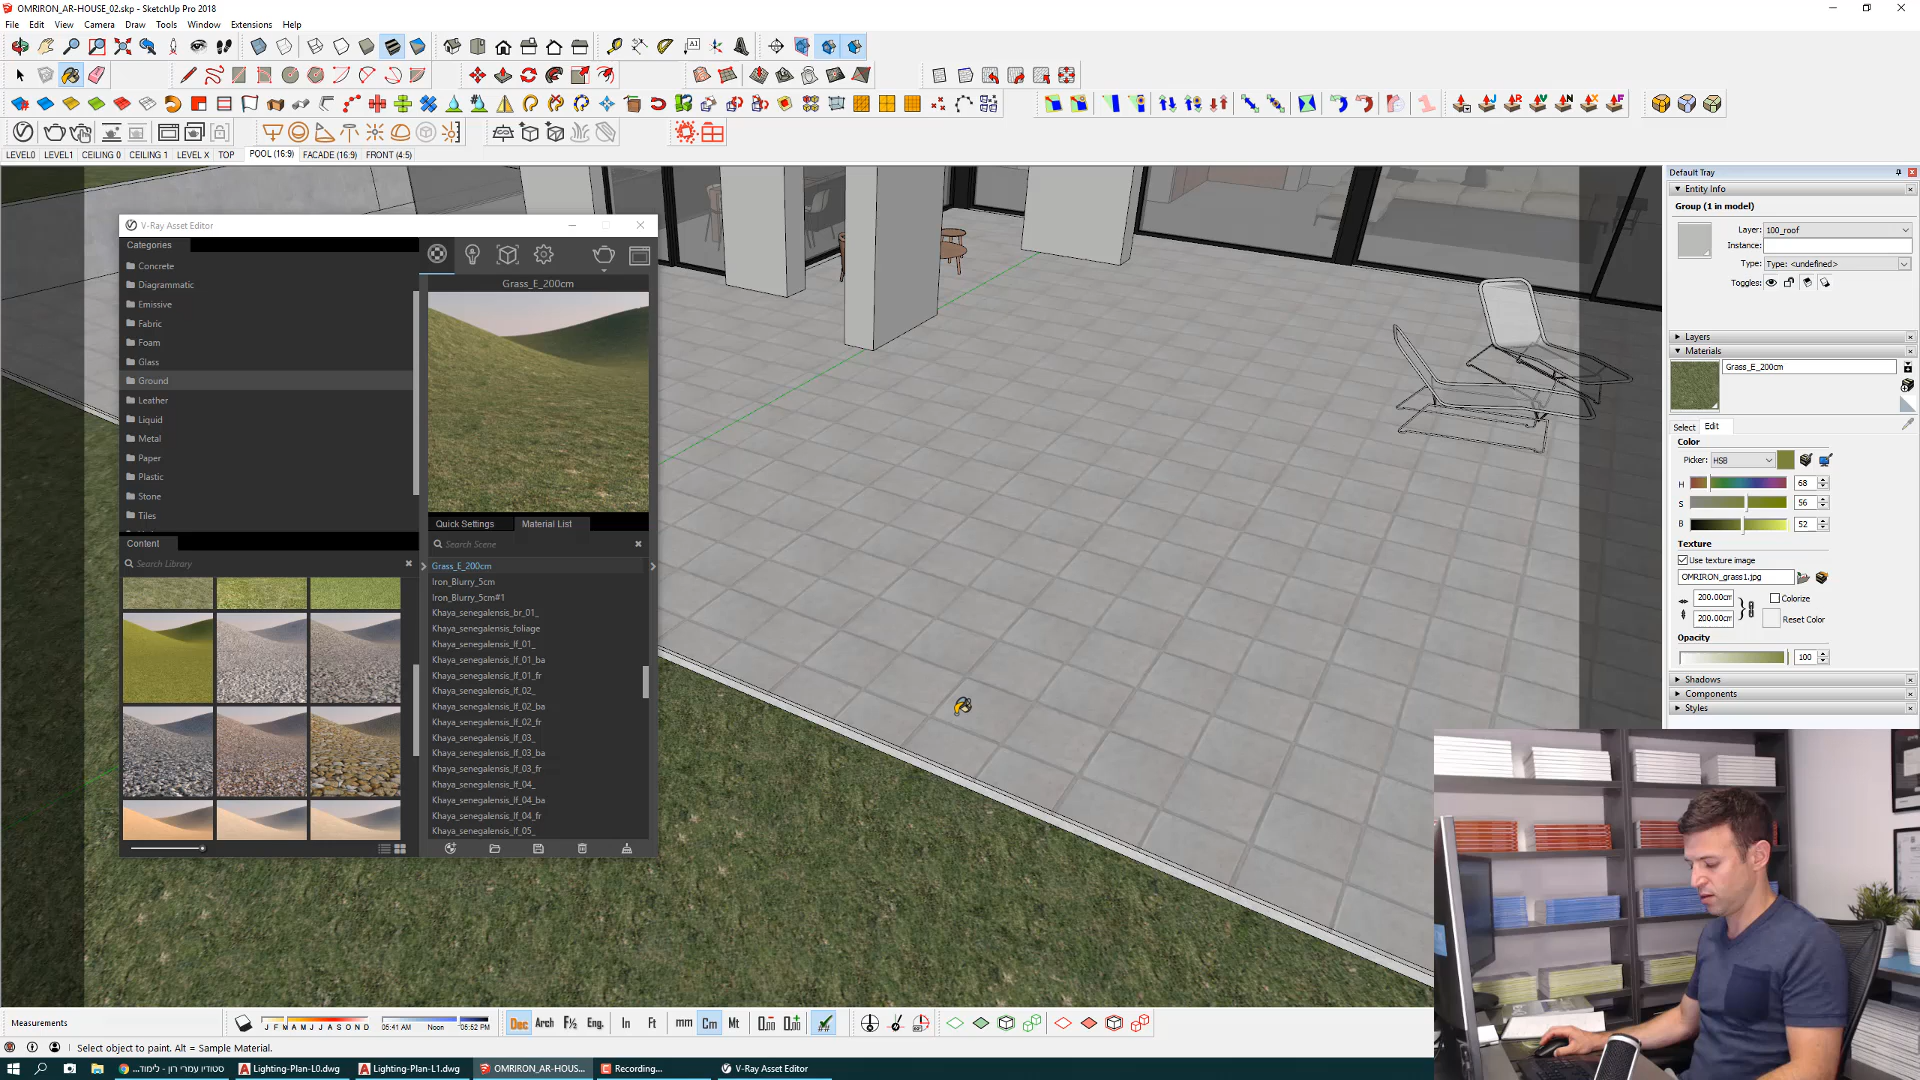 OMRIRON_AR-HOUSE_02.skp - SketchUp Pro 2018
File Edit View Camera Draw Tools Window Extensions Help
LEVEL0 LEVEL1 CEILING 0 CEILING 1 LEVEL X TOP POOL (16:9) FACADE (16:9) FRONT (4:5)
V-Ray Asset Editor
Categories
Concrete
Diagrammatic
Emissive
Fabric
Foam
Glass
Ground
Leather
Liquid
Metal
Paper
Plastic
Stone
Tiles
Content
Search Library
Grass_E_200cm
Quick Settings Material List
Search Scene
Grass_E_200cm
Iron_Blurry_5cm
Iron_Blurry_5cm#1
Khaya_senegalensis_br_01_
Khaya_senegalensis_foliage
Khaya_senegalensis_lf_01_
Khaya_senegalensis_lf_01_ba
Khaya_senegalensis_lf_01_fr
Khaya_senegalensis_lf_02_
Khaya_senegalensis_lf_02_ba
Khaya_senegalensis_lf_02_fr
Khaya_senegalensis_lf_03_
Khaya_senegalensis_lf_03_ba
Khaya_senegalensis_lf_03_fr
Khaya_senegalensis_lf_04_
Khaya_senegalensis_lf_04_ba
Khaya_senegalensis_lf_04_fr
Khaya_senegalensis_lf_05_
Default Tray
Entity Info
Group (1 in model)
Layer: 100_roof
Instance:
Type: Type: <undefined>
Toggles:
Layers
Materials
Grass_E_200cm
Select Edit
Color
Picker: HSB
H 68
S 56
B 52
Texture
Use texture image
OMRIRON_grass1.jpg
200.00cm Colorize
200.00cm Reset Color
Opacity
100
Shadows
Components
Styles
Measurements J F M A M J J A S O N D 05:41 AM Noon 05:52 PM Dec Arch F½ Eng. In Ft mm Cm Mt
Select object to paint. Alt = Sample Material.
סטודיו עמרי רון - לימוד... Lighting-Plan-L0.dwg Lighting-Plan-L1.dwg OMRIRON_AR-HOUS... Recording... V-Ray Asset Editor